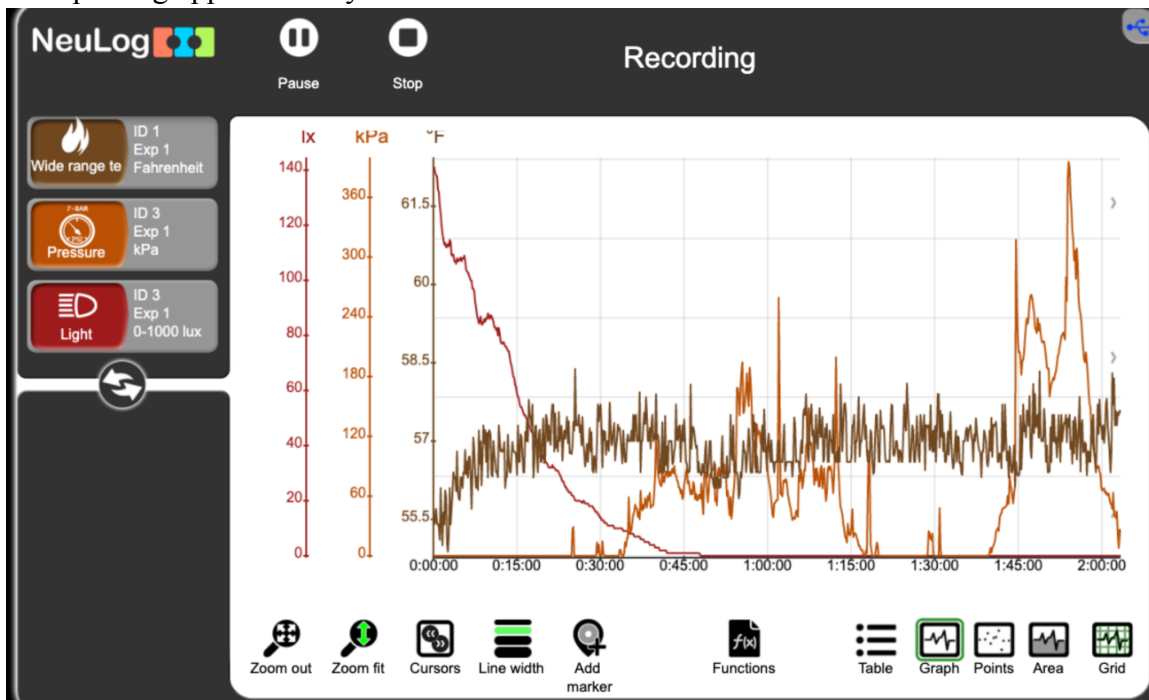 NeuLog
Pause
Stop
Recording
Wide range te
ID 1
Exp 1
Fahrenheit
7-BAR
PSI
Pressure
ID 3
Exp 1
kPa
Light
ID 3
Exp 1
0-1000 lux
lx kPa °F
140
120
100
80
60
40
20
0
360
300
240
180
120
60
0
61.5
60
58.5
57
55.5
0:00:00 0:15:00 0:30:00 0:45:00 1:00:00 1:15:00 1:30:00 1:45:00 2:00:00
Zoom out
Zoom fit
Cursors
Line width
Add
marker
f(x)
Functions
Table
Graph
Points
Area
Grid